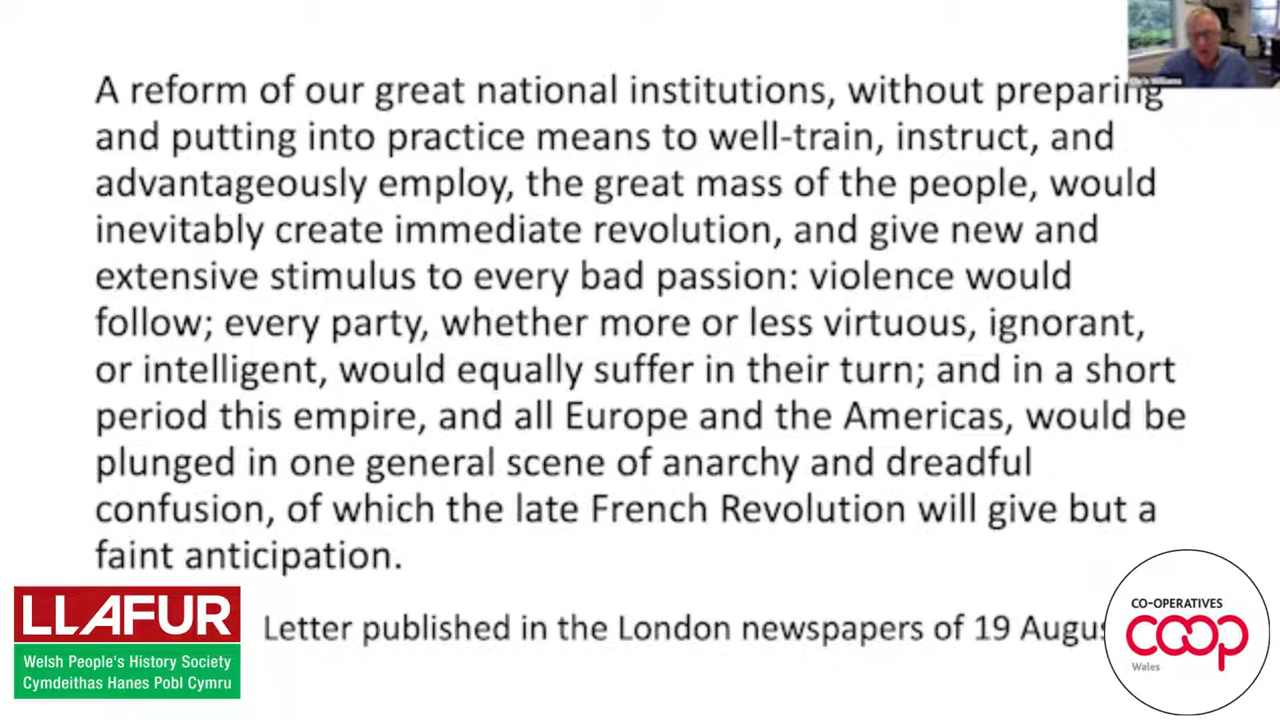 A reform of our great national institutions, without preparing
and putting into practice means to well-train, instruct, and
advantageously employ, the great mass of the people, would
inevitably create immediate revolution, and give new and
extensive stimulus to every bad passion: violence would
follow; every party, whether more or less virtuous, ignorant,
or intelligent, would equally suffer in their turn; and in a short
period this empire, and all Europe and the Americas, would be
plunged in one general scene of anarchy and dreadful
confusion, of which the late French Revolution will give but a
faint anticipation.
Letter published in the London newspapers of 19
LLAFUR
Welsh People's History Society
Cymdeithas Hanes Pobl Cymru
CO-OPERATIVES
coop
Wales